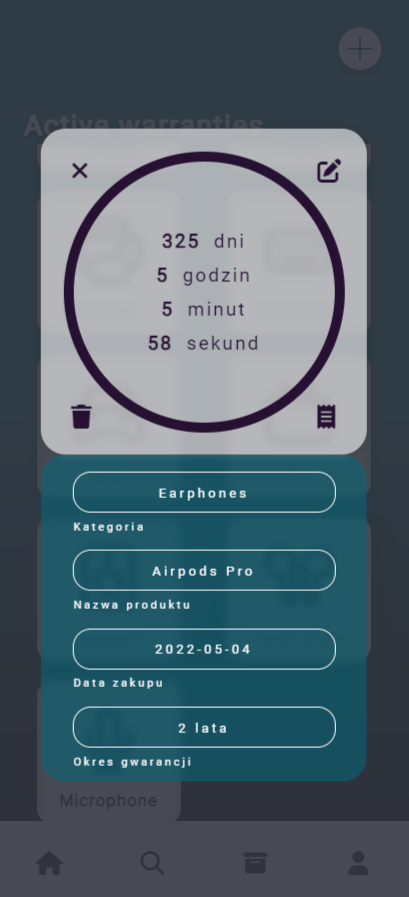 Active warranties
325 dni
5 godzin
5 minut
58 sekund
Earphones
Kategoria
Airpods Pro
Nazwa produktu
2022-05-04
Data zakupu
2 lata
Okres gwarancji
Microphone